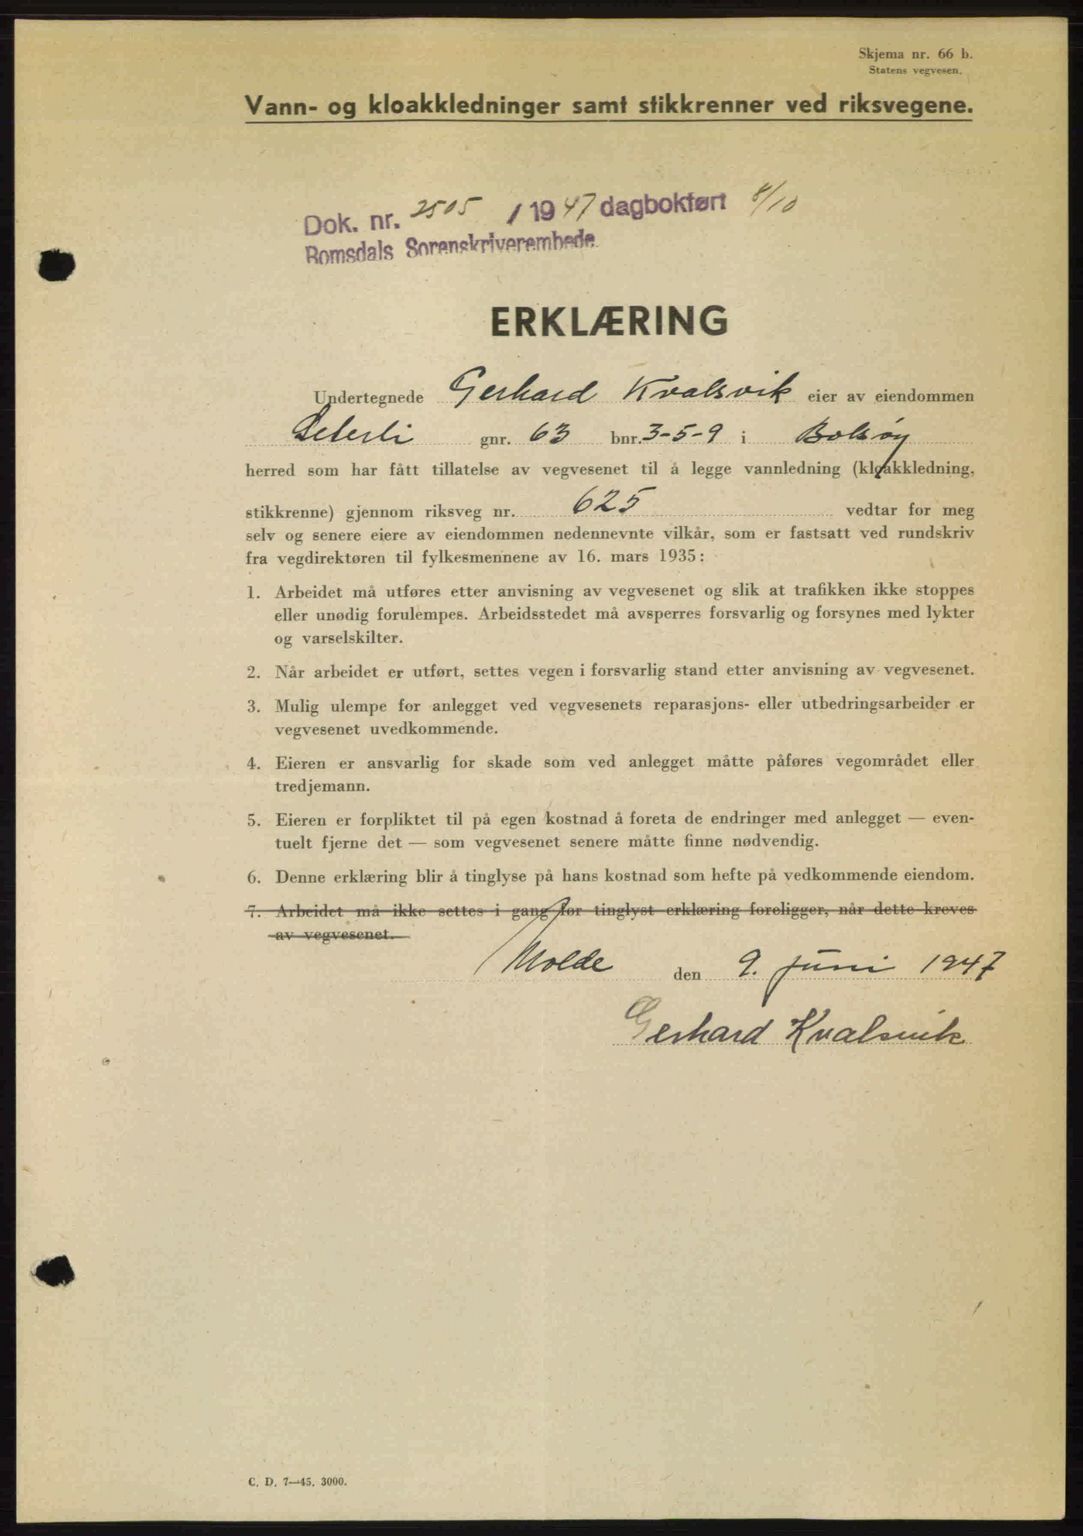 Skjema nr. 66 b.
Statens vegvesen.
Vann- og kloakkledninger samt stikkrenner ved riksvegene.
Dok. nr. 2505 / 1947 dagbokført 8/10
Romsdals Sorenskriverembede
ERKLÆRING
Undertegnede Gerhard Kvalsvik eier av eiendommen
Seterli gnr. 63 bnr. 3-5-9 i Bolsøy
herred som har fått tillatelse av vegvesenet til å legge vannledning (kloakkledning,
stikkrenne) gjennom riksveg nr. 625 vedtar for meg
selv og senere eiere av eiendommen nedennevnte vilkår, som er fastsatt ved rundskriv
fra vegdirektøren til fylkesmennene av 16. mars 1935:
1. Arbeidet må utføres etter anvisning av vegvesenet og slik at trafikken ikke stoppes
eller unødig forulempes. Arbeidsstedet må avsperres forsvarlig og forsynes med lykter
og varselskilter.
2. Når arbeidet er utført, settes vegen i forsvarlig stand etter anvisning av vegvesenet.
3. Mulig ulempe for anlegget ved vegvesenets reparasjons- eller utbedringsarbeider er
vegvesenet uvedkommende.
4. Eieren er ansvarlig for skade som ved anlegget måtte påføres vegområdet eller
tredjemann.
5. Eieren er forpliktet til på egen kostnad å foreta de endringer med anlegget — even-
tuelt fjerne det — som vegvesenet senere måtte finne nødvendig.
6. Denne erklæring blir å tinglyse på hans kostnad som hefte på vedkommende eiendom.
7. Arbeidet må ikke settes i gang før tinglyst erklæring foreligger, når dette kreves
av vegvesenet.
Molde den 9. juni 1947
Gerhard Kvalsvik
C. D. 7—45. 3000.